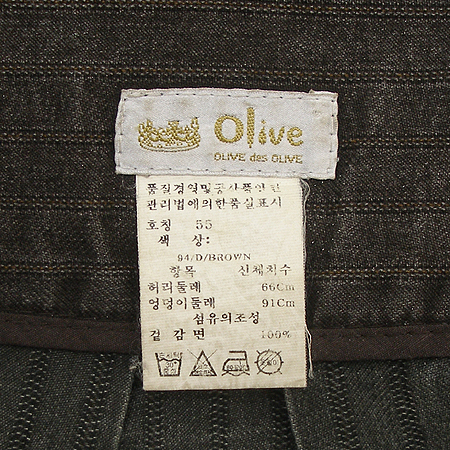 Olive
OLIVE des OLIVE
품질경영및공산품안전
관리법에의한품질표시
호칭 55
색 상:
94/D/BROWN
항목 신체치수
허리둘레 66Cm
엉덩이둘레 91Cm
섬유의조성
겉 감 면 100%